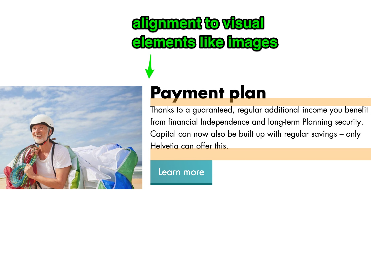 alignment to visual
elements like images
Payment plan
Thanks to a guaranteed, regular additional income you benefit
from financial Independence and long-term Planning security.
Capital can now also be built up with regular savings – only
Helvetia can offer this.
Learn more